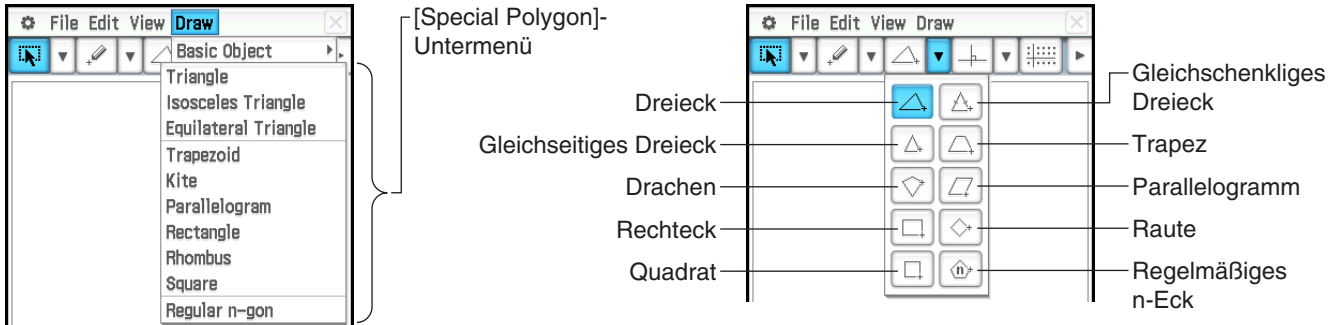 File Edit View Draw
Basic Object
Triangle
Isosceles Triangle
Equilateral Triangle
Trapezoid
Kite
Parallelogram
Rectangle
Rhombus
Square
Regular n-gon
[Special Polygon]-
Untermenü
File Edit View Draw
Dreieck
Gleichseitiges Dreieck
Drachen
Rechteck
Quadrat
n
Gleichschenkliges
Dreieck
Trapez
Parallelogramm
Raute
Regelmäßiges
n-Eck